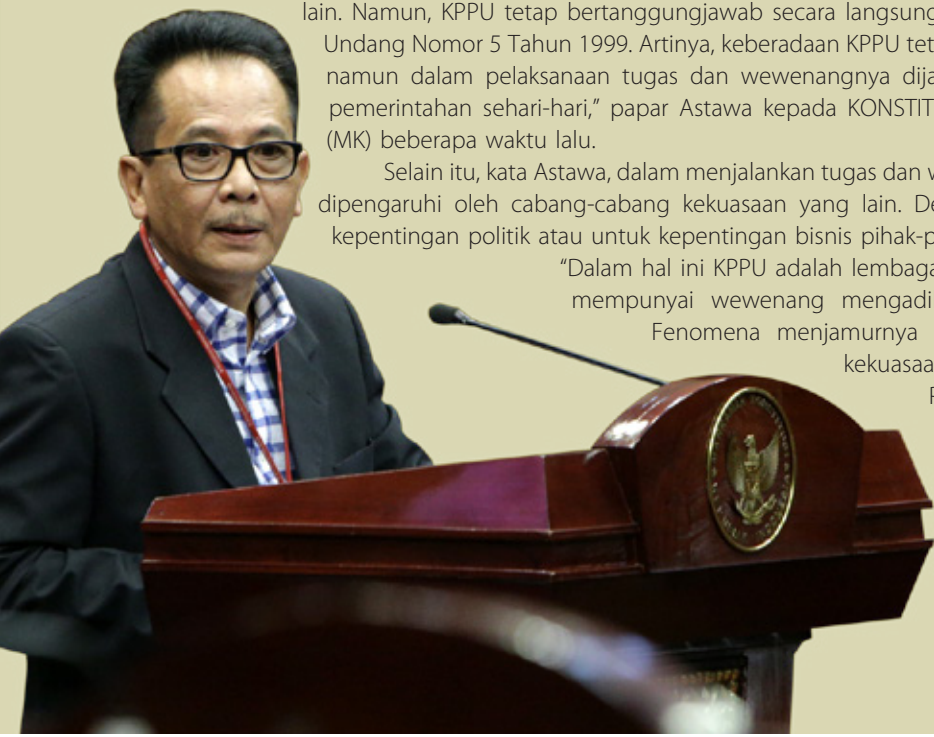 lain. Namun, KPPU tetap bertanggungjawab secara langsung
Undang Nomor 5 Tahun 1999. Artinya, keberadaan KPPU tet
namun dalam pelaksanaan tugas dan wewenangnya dija
pemerintahan sehari-hari,” papar Astawa kepada KONSTIT
(MK) beberapa waktu lalu.
Selain itu, kata Astawa, dalam menjalankan tugas dan w
dipengaruhi oleh cabang-cabang kekuasaan yang lain. De
kepentingan politik atau untuk kepentingan bisnis pihak-p
“Dalam hal ini KPPU adalah lembaga
mempunyai wewenang mengadi
Fenomena menjamurnya
kekuasaa